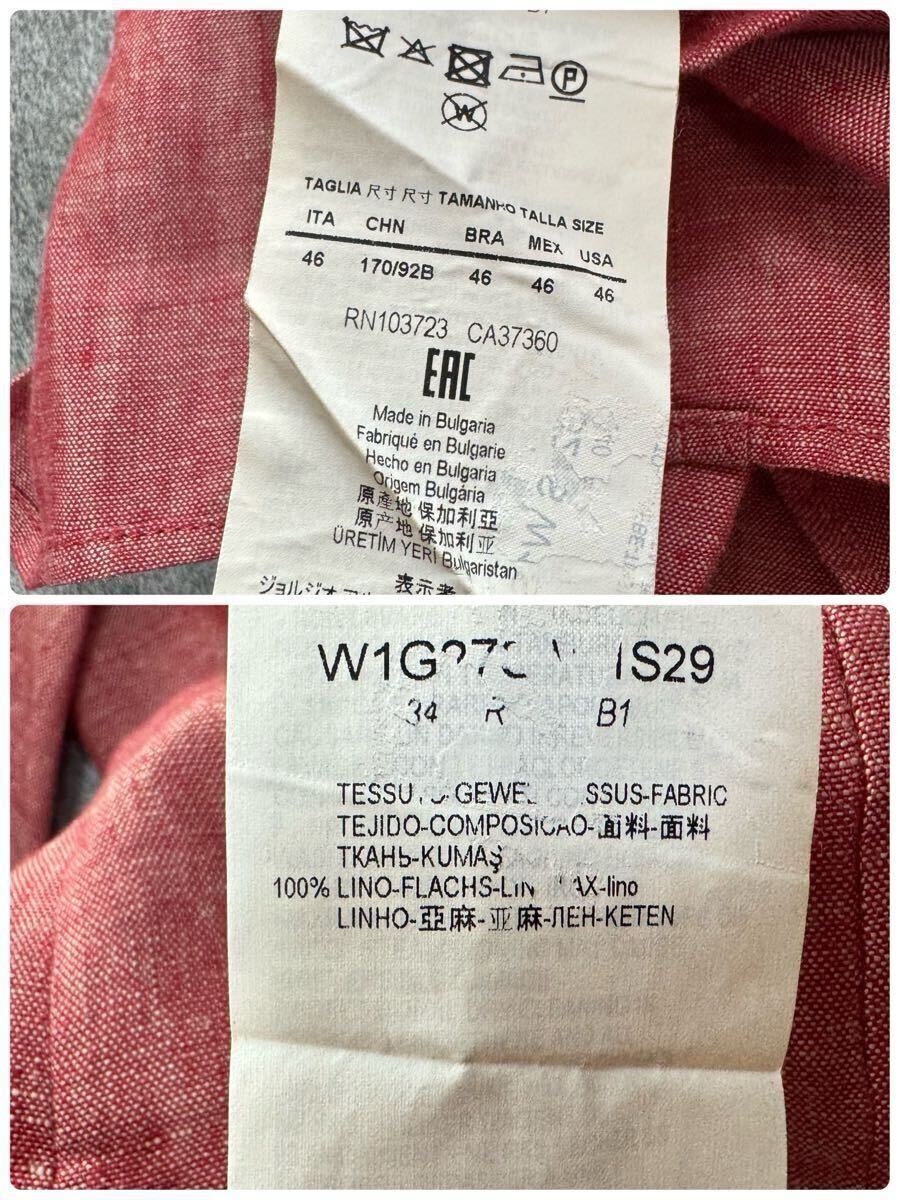 P
W
TAGLIA 尺寸 尺寸 TAMANHO TALLA SIZE
ITA CHN BRA MEX USA
46 170/92B 46 46 46
RN103723 CA37360
EAC
Made in Bulgaria
Fabriqué en Bulgarie
Hecho en Bulgaria
Origem Bulgária
原產地 保加利亞
原产地 保加利亚
ÜRETİM YERİ Bulgaristan
表示者
IS29
34 R B1
TEJIDO-COMPOSICAO-面料-面料
ТКАНЬ-KUMAŞ
100% LINO-FLACHS-LIN
LINHO-亞麻-亚麻-ЛЕН-KETEN